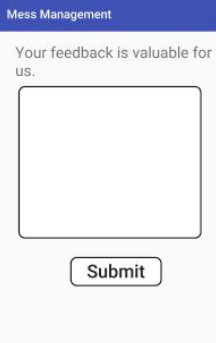 Mess Management
Your feedback is valuable for
us.
Submit